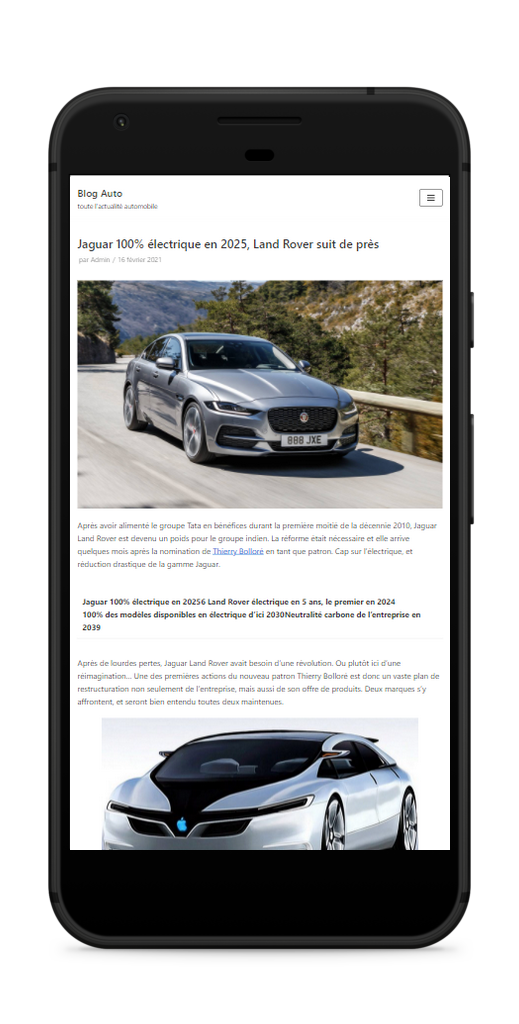 Blog Auto
toute l'actualité automobile
Jaguar 100% électrique en 2025, Land Rover suit de près
par Admin / 16 février 2021
888 JXE
Après avoir alimenté le groupe Tata en bénéfices durant la première moitié de la décennie 2010, Jaguar
Land Rover est devenu un poids pour le groupe indien. La réforme était nécessaire et elle arrive
quelques mois après la nomination de Thierry Bolloré en tant que patron. Cap sur l'électrique, et
réduction drastique de la gamme Jaguar.
Jaguar 100% électrique en 20256 Land Rover électrique en 5 ans, le premier en 2024
100% des modèles disponibles en électrique d'ici 2030Neutralité carbone de l'entreprise en
2039
Après de lourdes pertes, Jaguar Land Rover avait besoin d'une révolution. Ou plutôt ici d'une
réimagination... Une des premières actions du nouveau patron Thierry Bolloré est donc un vaste plan de
restructuration non seulement de l'entreprise, mais aussi de son offre de produits. Deux marques s'y
affrontent, et seront bien entendu toutes deux maintenues.